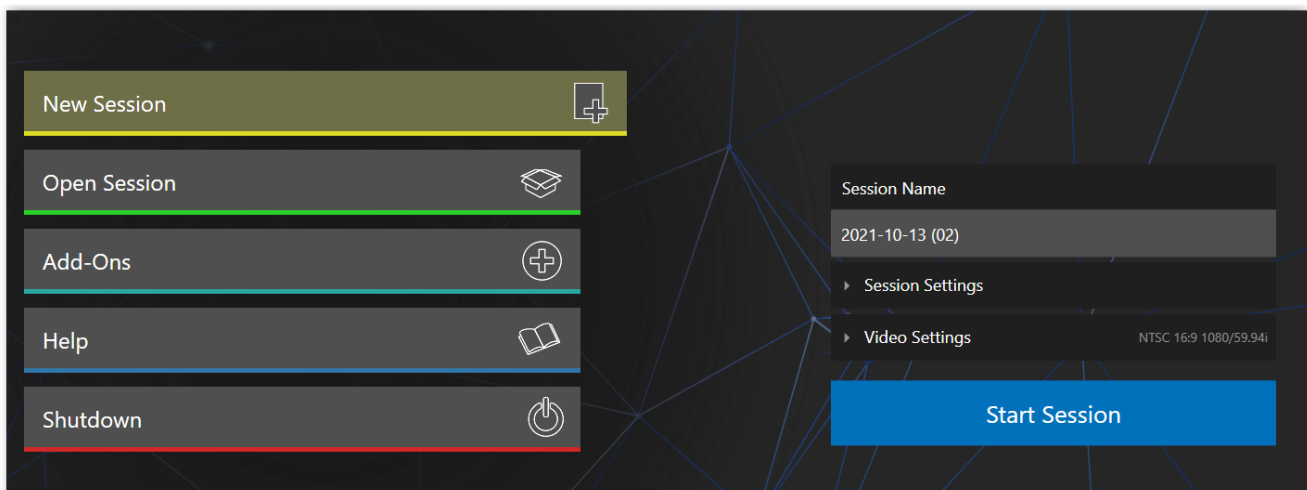 New Session
Open Session
Add-Ons
Help
Shutdown
Session Name
2021-10-13 (02)
Session Settings
Video Settings NTSC 16:9 1080/59.94i
Start Session